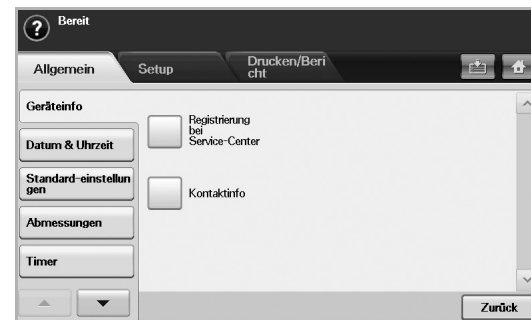 Bereit
Allgemein
Setup
Drucken/Beri
cht
Geräteinfo
Datum & Uhrzeit
Standard-einstellun
gen
Abmessungen
Timer
Registrierung
bei
Service-Center
Kontaktinfo
Zurück